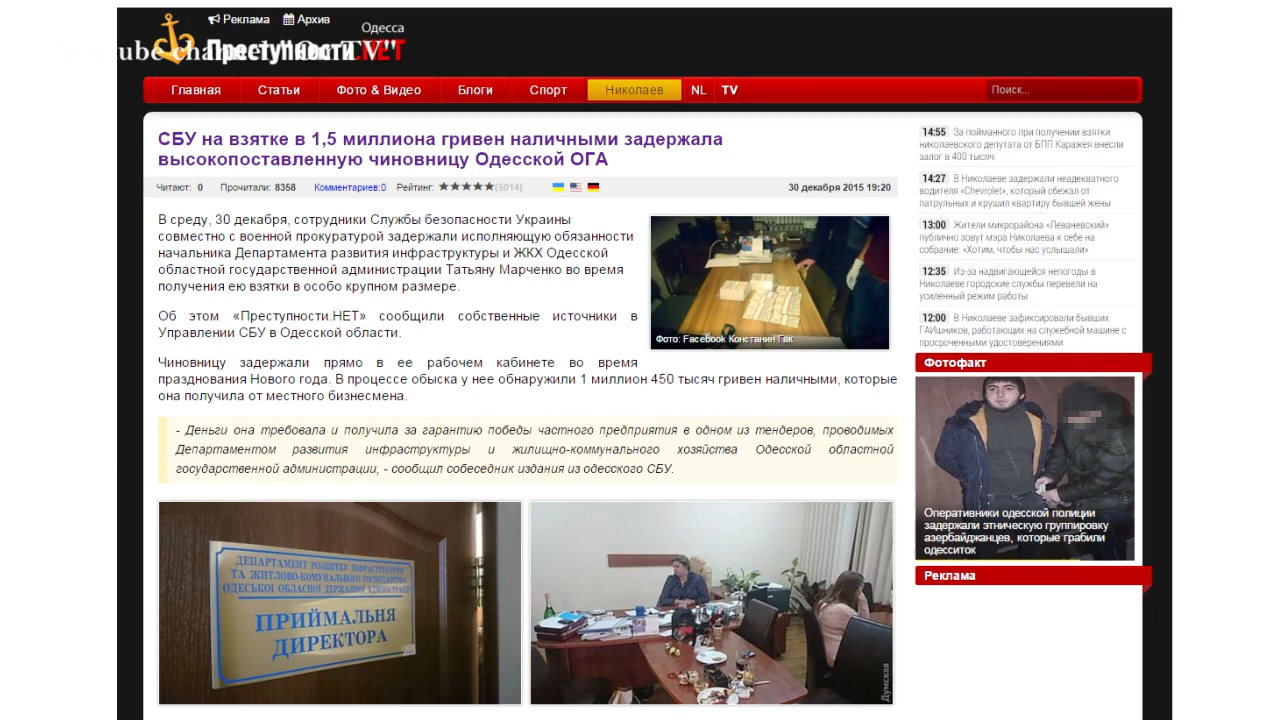 Реклама Архив
Одесса
Преступности.NET
Главная Статьи Фото & Видео Блоги Спорт Николаев NL TV Поиск...
СБУ на взятке в 1,5 миллиона гривен наличными задержала
высокопоставленную чиновницу Одесской ОГА
Читают: 0 Прочитали: 8358 Комментариев:0 Рейтинг: ★★★★★(5014) 30 декабря 2015 19:20
В среду, 30 декабря, сотрудники Службы безопасности Украины
совместно с военной прокуратурой задержали исполняющую обязанности
начальника Департамента развития инфраструктуры и ЖКХ Одесской
областной государственной администрации Татьяну Марченко во время
получения ею взятки в особо крупном размере.
Фото: Facebook Констанин Гак
Об этом «Преступности.НЕТ» сообщили собственные источники в
Управлении СБУ в Одесской области.
Чиновницу задержали прямо в ее рабочем кабинете во время
празднования Нового года. В процессе обыска у нее обнаружили 1 миллион 450 тысяч гривен наличными, которые
она получила от местного бизнесмена.
- Деньги она требовала и получила за гарантию победы частного предприятия в одном из тендеров, проводимых
Департаментом развития инфраструктуры и жилищно-коммунального хозяйства Одесской областной
государственной администрации, - сообщил собеседник издания из одесского СБУ.
ДЕПАРТАМЕНТ РОЗВИТКУ ІНФРАСТРУКТУРИ
ТА ЖИТЛОВО-КОМУНАЛЬНОГО ГОСПОДАРСТВА
ОДЕСЬКОЇ ОБЛАСНОЇ ДЕРЖАВНОЇ АДМІНІСТРАЦІЇ
ПРИЙМАЛЬНЯ
ДИРЕКТОРА
Думская
14:55 За пойманного при получении взятки
николаевского депутата от БПП Каражея внесли
залог в 400 тысяч
14:27 В Николаеве задержали неадекватного
водителя «Chevrolet», который сбежал от
патрульных и крушил квартиру бывшей жены
13:00 Жители микрорайона «Леваневский»
публично зовут мэра Николаева к себе на
собрание: «Хотим, чтобы нас услышали»
12:35 Из-за надвигающейся непогоды в
Николаеве городские службы перевели на
усиленный режим работы
12:00 В Николаеве зафиксировали бывших
ГАИшников, работающих на служебной машине с
просроченными удостоверениями
Фотофакт
Оперативники одесской полиции
задержали этническую группировку
азербайджанцев, которые грабили
одесситок
Реклама